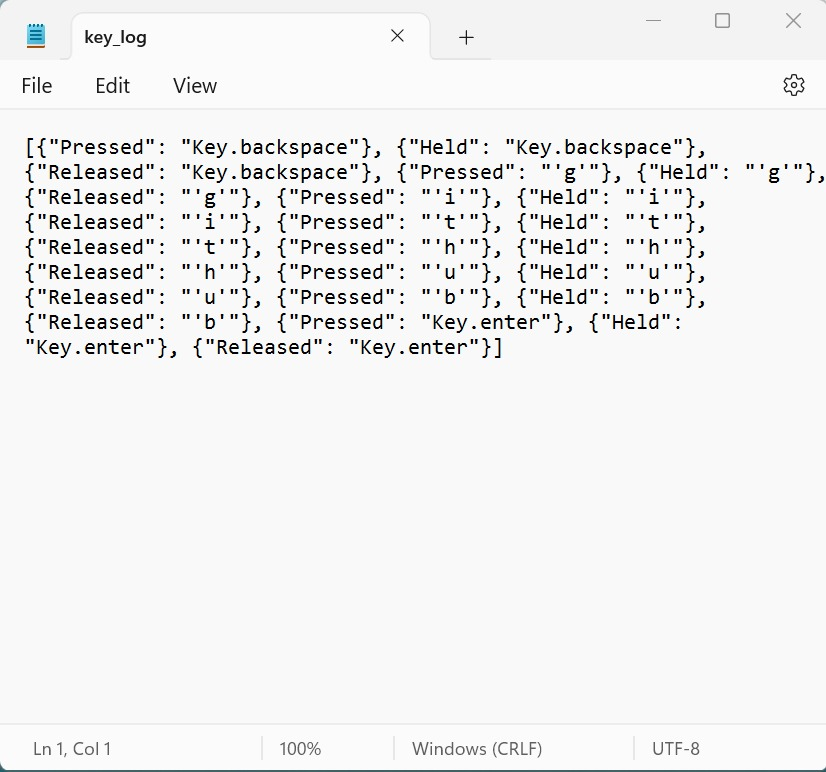 key_log
File Edit View
[{"Pressed": "Key.backspace"}, {"Held": "Key.backspace"},
{"Released": "Key.backspace"}, {"Pressed": "'g'"}, {"Held": "'g'"},
{"Released": "'g'"}, {"Pressed": "'i'"}, {"Held": "'i'"},
{"Released": "'i'"}, {"Pressed": "'t'"}, {"Held": "'t'"},
{"Released": "'t'"}, {"Pressed": "'h'"}, {"Held": "'h'"},
{"Released": "'h'"}, {"Pressed": "'u'"}, {"Held": "'u'"},
{"Released": "'u'"}, {"Pressed": "'b'"}, {"Held": "'b'"},
{"Released": "'b'"}, {"Pressed": "Key.enter"}, {"Held":
"Key.enter"}, {"Released": "Key.enter"}]
Ln 1, Col 1 100% Windows (CRLF) UTF-8